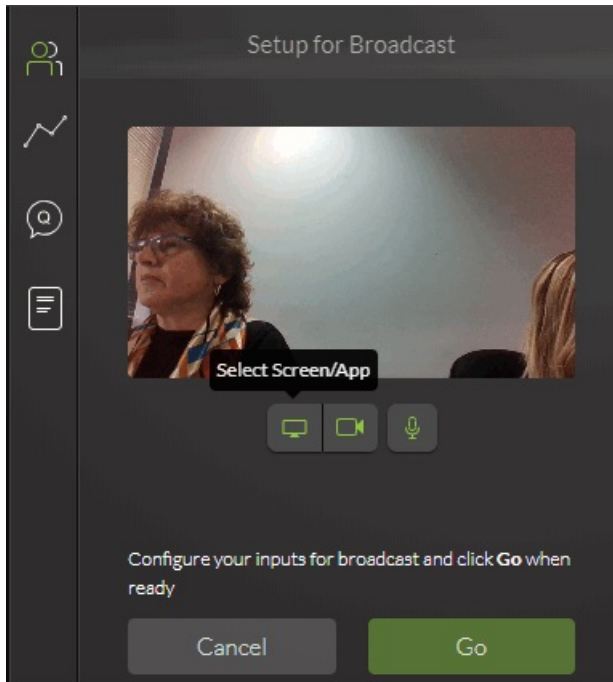 Setup for Broadcast
Q
Select Screen/App
Configure your inputs for broadcast and click Go when
ready
Cancel
Go